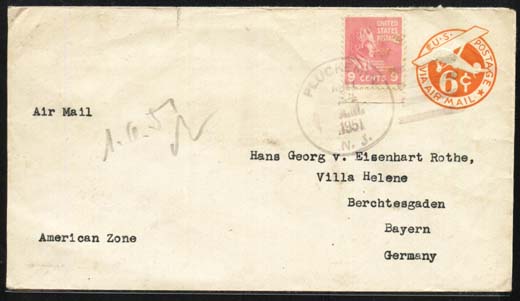 UNITED STATES
POSTAGE
9 CENTS 9
U.S. POSTAGE
6¢
VIA AIR MAIL
1951
N. J.
Air Mail
Hans Georg v. Eisenhart Rothe,
Villa Helene
Berchtesgaden
Bayern
Germany
American Zone